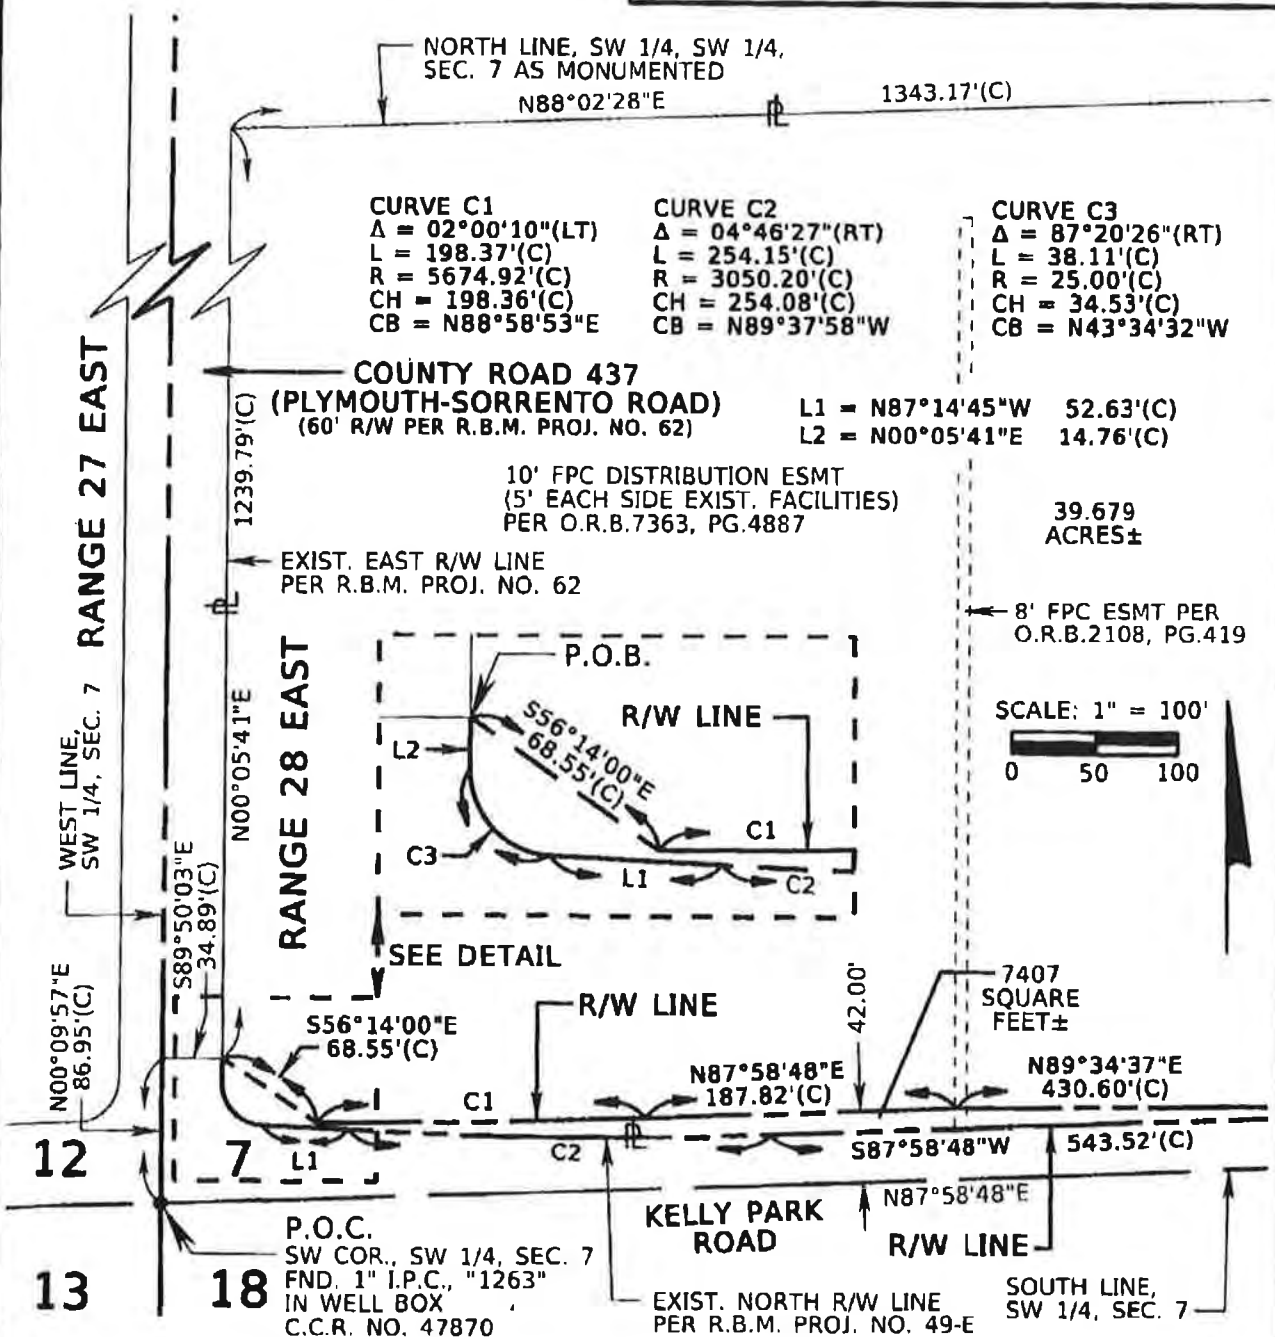 NORTH LINE, SW 1/4, SW 1/4,
SEC. 7 AS MONUMENTED
N88°02'28"E
1343.17'(C)
CURVE C1
Δ = 02°00'10"(LT)
L = 198.37'(C)
R = 5674.92'(C)
CH = 198.36'(C)
CB = N88°58'53"E
CURVE C2
Δ = 04°46'27"(RT)
L = 254.15'(C)
R = 3050.20'(C)
CH = 254.08'(C)
CB = N89°37'58"W
CURVE C3
Δ = 87°20'26"(RT)
L = 38.11'(C)
R = 25.00'(C)
CH = 34.53'(C)
CB = N43°34'32"W
COUNTY ROAD 437
(PLYMOUTH-SORRENTO ROAD)
(60' R/W PER R.B.M. PROJ. NO. 62)
L1 = N87°14'45"W 52.63'(C)
L2 = N00°05'41"E 14.76'(C)
RANGE 27 EAST
1239.79'(C)
10' FPC DISTRIBUTION ESMT
(5' EACH SIDE EXIST. FACILITIES)
PER O.R.B.7363, PG.4887
39.679
ACRES±
EXIST. EAST R/W LINE
PER R.B.M. PROJ. NO. 62
8' FPC ESMT PER
O.R.B.2108, PG.419
RANGE 28 EAST
N00°05'41"E
WEST LINE,
SW 1/4, SEC. 7
P.O.B.
R/W LINE
S56°14'00"E
68.55'(C)
L2
C3
C1
L1
C2
SCALE: 1" = 100'
0 50 100
S89°50'03"E
34.89'(C)
SEE DETAIL
N00°09'57"E
86.95'(C)
S56°14'00"E
68.55'(C)
R/W LINE
42.00'
7407
SQUARE
FEET±
N87°58'48"E
187.82'(C)
N89°34'37"E
430.60'(C)
C1
C2
L1
S87°58'48"W
543.52'(C)
12
7
N87°58'48"E
KELLY PARK
ROAD
R/W LINE
P.O.C.
SW COR., SW 1/4, SEC. 7
FND. 1" I.P.C., "1263"
IN WELL BOX
C.C.R. NO. 47870
13
18
EXIST. NORTH R/W LINE
PER R.B.M. PROJ. NO. 49-E
SOUTH LINE,
SW 1/4, SEC. 7